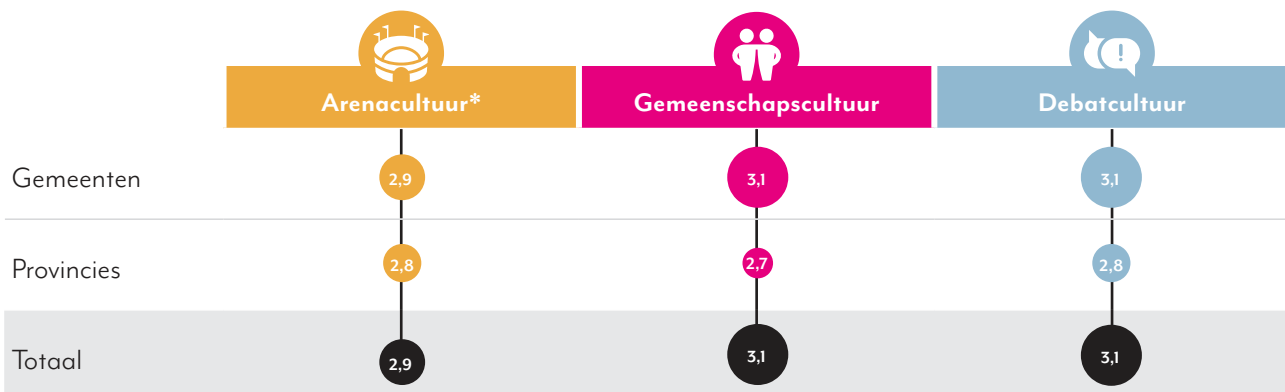 !
Arenacultuur* Gemeenschapscultuur Debatcultuur
Gemeenten 2,9 3,1 3,1
Provincies 2,8 2,7 2,8
Totaal 2,9 3,1 3,1